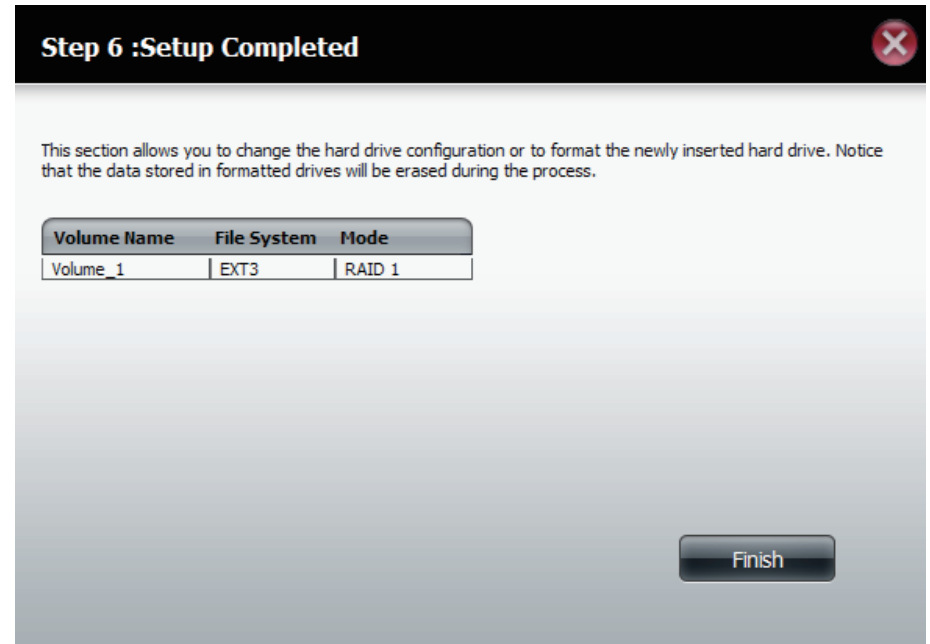 Step 6 :Setup Completed
This section allows you to change the hard drive configuration or to format the newly inserted hard drive. Notice
that the data stored in formatted drives will be erased during the process.
Volume Name File System Mode
Volume_1 EXT3 RAID 1
Finish